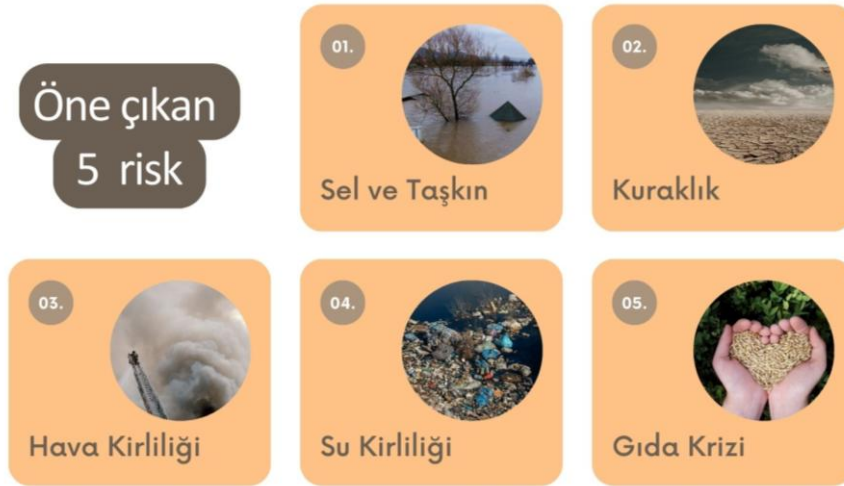 Öne çıkan
5 risk
01.
Sel ve Taşkın
02.
Kuraklık
03.
Hava Kirliliği
04.
Su Kirliliği
05.
Gıda Krizi